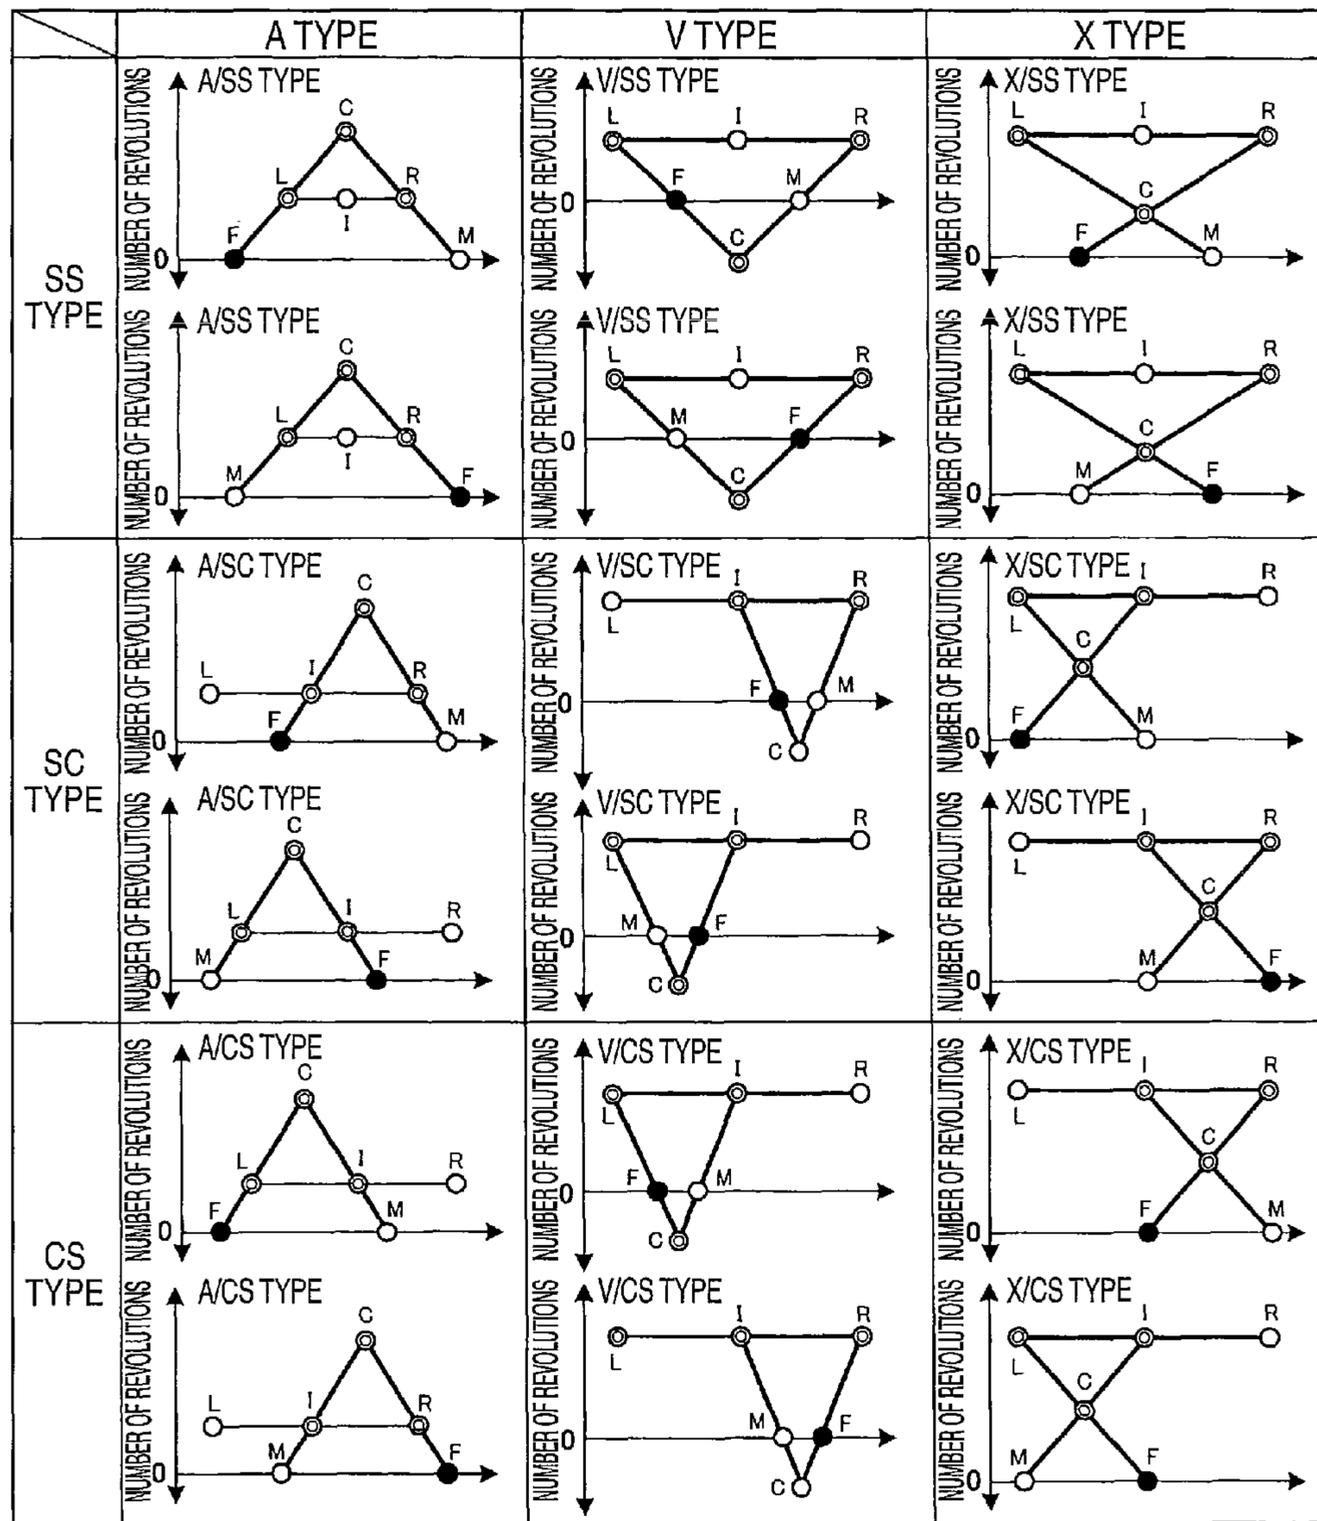 A TYPE V TYPE X TYPE
SS TYPE
A/SS TYPE
NUMBER OF REVOLUTIONS
0
C
L R
I
F M
V/SS TYPE
NUMBER OF REVOLUTIONS
0
L I R
F M
C
X/SS TYPE
NUMBER OF REVOLUTIONS
0
L I R
C
F M
A/SS TYPE
NUMBER OF REVOLUTIONS
0
C
L R
I
M F
V/SS TYPE
NUMBER OF REVOLUTIONS
0
L I R
M F
C
X/SS TYPE
NUMBER OF REVOLUTIONS
0
L I R
C
M F
SC TYPE
A/SC TYPE
NUMBER OF REVOLUTIONS
0
C
L I R
F M
V/SC TYPE
NUMBER OF REVOLUTIONS
0
I R
L
F M
C
X/SC TYPE
NUMBER OF REVOLUTIONS
0
I R
L
C
F M
A/SC TYPE
NUMBER OF REVOLUTIONS
0
C
L I R
M F
V/SC TYPE
NUMBER OF REVOLUTIONS
0
I R
L
M F
C
X/SC TYPE
NUMBER OF REVOLUTIONS
0
I R
L
C
M F
CS TYPE
A/CS TYPE
NUMBER OF REVOLUTIONS
0
C
L I R
F M
V/CS TYPE
NUMBER OF REVOLUTIONS
0
I R
L
F M
C
X/CS TYPE
NUMBER OF REVOLUTIONS
0
I R
L
C
F M
A/CS TYPE
NUMBER OF REVOLUTIONS
0
C
L I R
M F
V/CS TYPE
NUMBER OF REVOLUTIONS
0
I R
L
M F
C
X/CS TYPE
NUMBER OF REVOLUTIONS
0
I R
L
C
M F